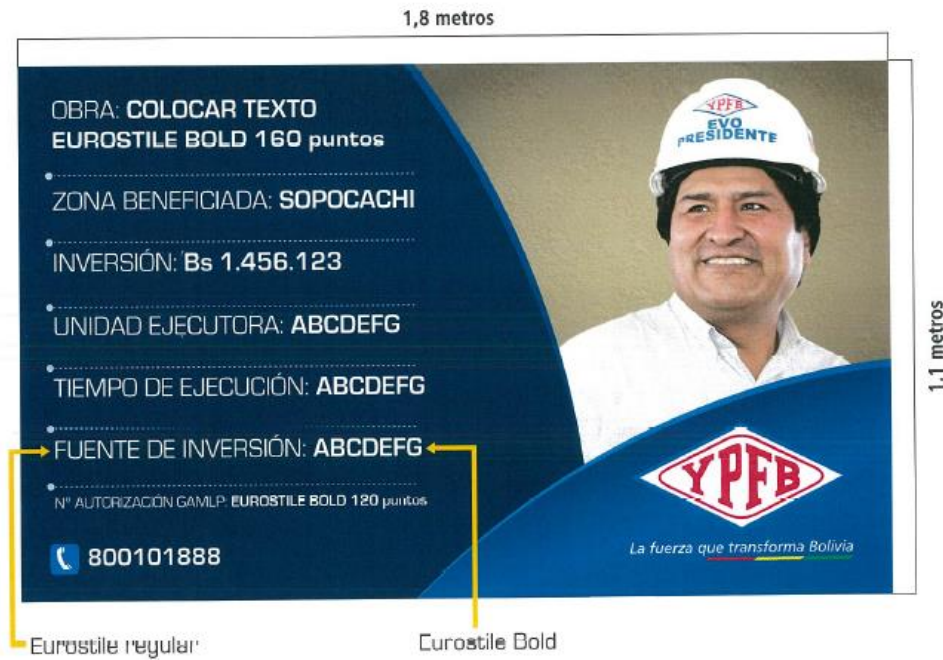 1,8 metros
OBRA: COLOCAR TEXTO
EUROSTILE BOLD 160 puntos
ZONA BENEFICIADA: SOPOCACHI
INVERSIÓN: Bs 1.456.123
UNIDAD EJECUTORA: ABCDEFG
TIEMPO DE EJECUCIÓN: ABCDEFG
FUENTE DE INVERSIÓN: ABCDEFG
N° AUTORIZACIÓN GAMLP: EUROSTILE BOLD 120 puntos
800101888
YPFB
EVO
PRESIDENTE
YPFB
La fuerza que transforma Bolivia
1,1 metros
Eurostile regular
Eurostile Bold